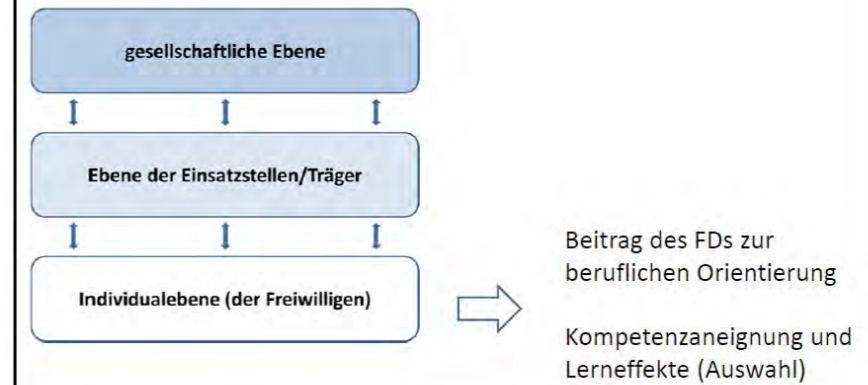 gesellschaftliche Ebene
Ebene der Einsatzstellen/Träger
Individualebene (der Freiwilligen)
Beitrag des FDs zur
beruflichen Orientierung
Kompetenzaneignung und
Lerneffekte (Auswahl)